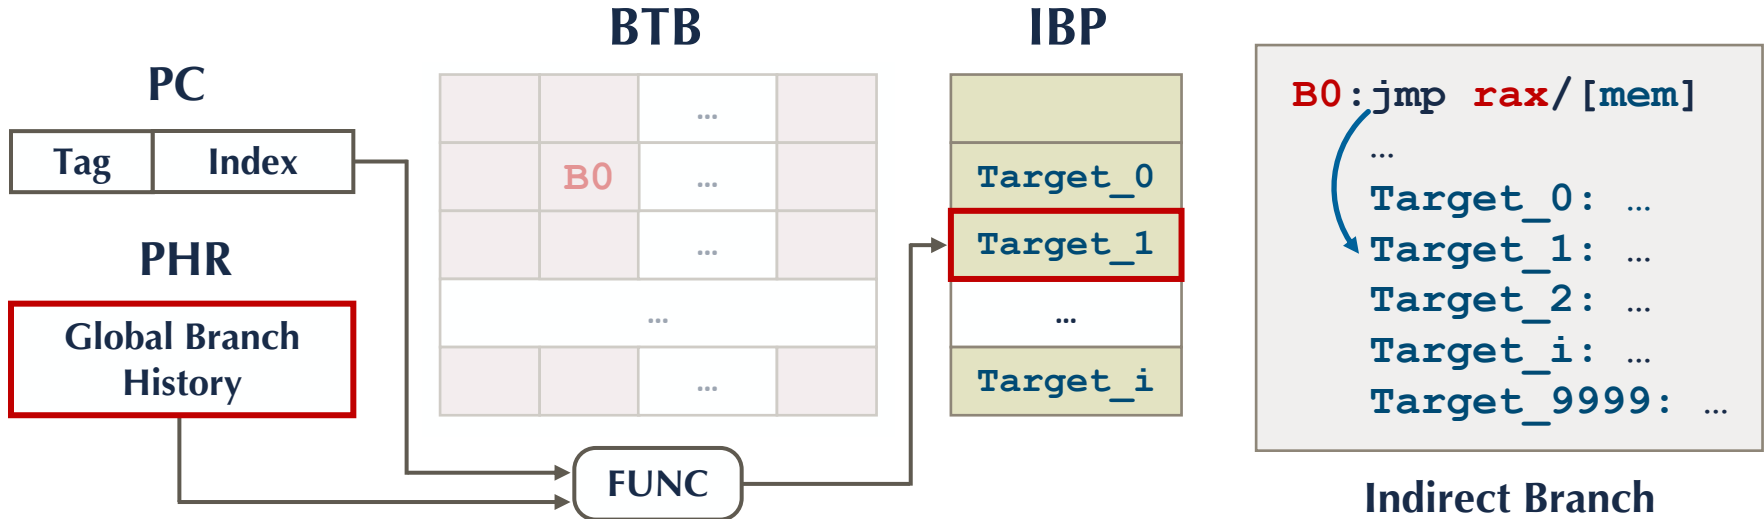 PC
Tag Index
PHR
Global Branch
History
BTB
...
B0 ...
...
...
...
FUNC
IBP
Target_0
Target_1
...
Target_i
B0:jmp rax/[mem]
...
Target_0: ...
Target_1: ...
Target_2: ...
Target_i: ...
Target_9999: ...
Indirect Branch